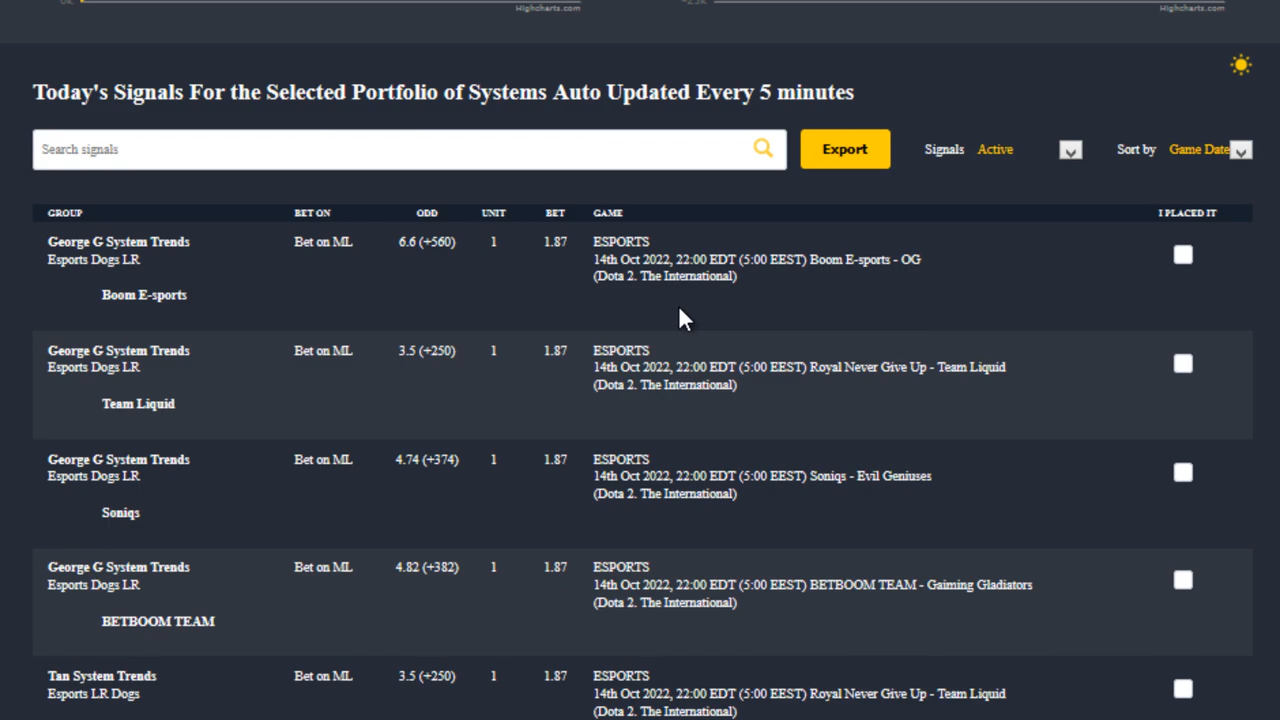 0K
Highcharts.com
−2.5K
Highcharts.com
Today's Signals For the Selected Portfolio of Systems Auto Updated Every 5 minutes
Search signals
Export
Signals Active
Sort by Game Date
GROUP BET ON ODD UNIT BET GAME I PLACED IT
George G System Trends Bet on ML 6.6 (+560) 1 1.87 ESPORTS
Esports Dogs LR 14th Oct 2022, 22:00 EDT (5:00 EEST) Boom E-sports - OG
(Dota 2. The International)
Boom E-sports
George G System Trends Bet on ML 3.5 (+250) 1 1.87 ESPORTS
Esports Dogs LR 14th Oct 2022, 22:00 EDT (5:00 EEST) Royal Never Give Up - Team Liquid
(Dota 2. The International)
Team Liquid
George G System Trends Bet on ML 4.74 (+374) 1 1.87 ESPORTS
Esports Dogs LR 14th Oct 2022, 22:00 EDT (5:00 EEST) Soniqs - Evil Geniuses
(Dota 2. The International)
Soniqs
George G System Trends Bet on ML 4.82 (+382) 1 1.87 ESPORTS
Esports Dogs LR 14th Oct 2022, 22:00 EDT (5:00 EEST) BETBOOM TEAM - Gaiming Gladiators
(Dota 2. The International)
BETBOOM TEAM
Tan System Trends Bet on ML 3.5 (+250) 1 1.87 ESPORTS
Esports LR Dogs 14th Oct 2022, 22:00 EDT (5:00 EEST) Royal Never Give Up - Team Liquid
(Dota 2. The International)